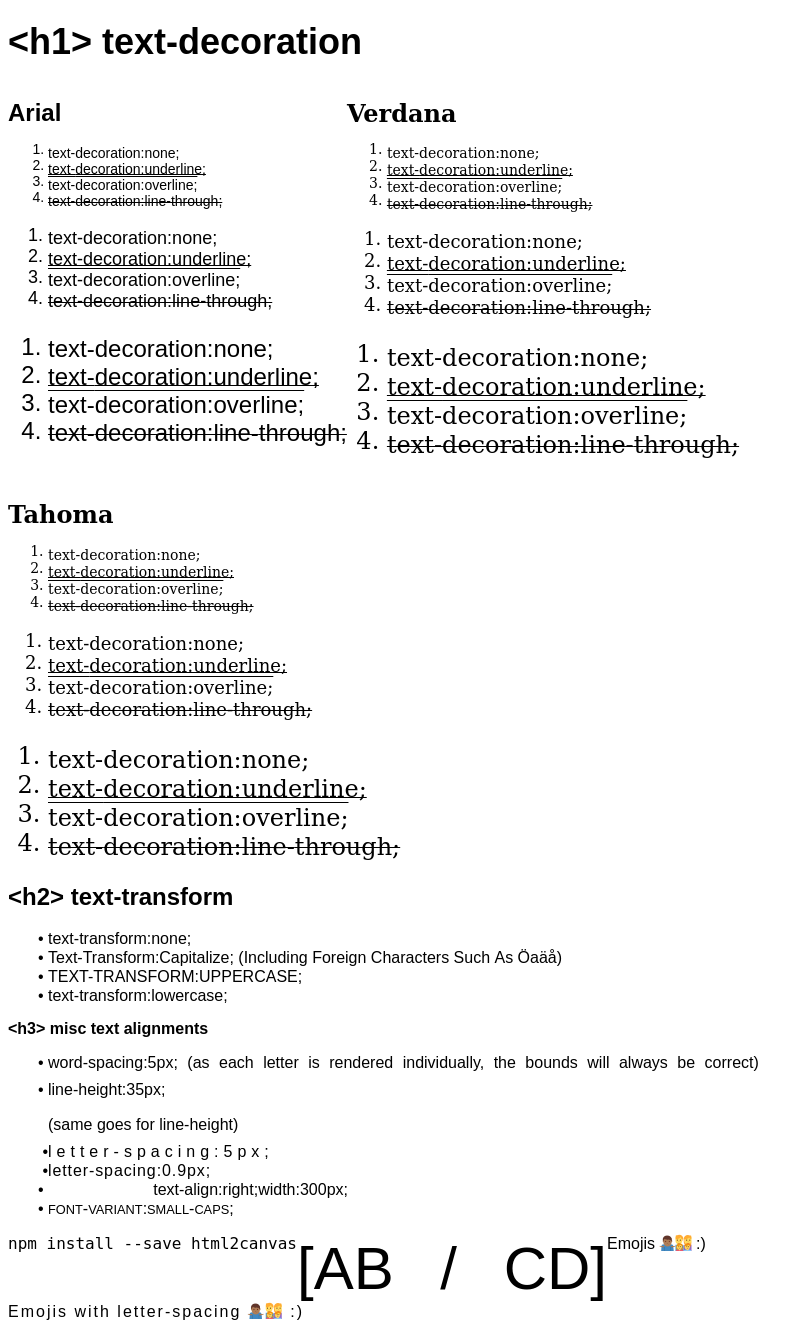 <h1> text-decoration
Arial
1. text-decoration:none;
2. text-decoration:underline;
3. text-decoration:overline;
4. text-decoration:line-through;
1. text-decoration:none;
2. text-decoration:underline;
3. text-decoration:overline;
4. text-decoration:line-through;
1. text-decoration:none;
2. text-decoration:underline;
3. text-decoration:overline;
4. text-decoration:line-through;
Verdana
1. text-decoration:none;
2. text-decoration:underline;
3. text-decoration:overline;
4. text-decoration:line-through;
1. text-decoration:none;
2. text-decoration:underline;
3. text-decoration:overline;
4. text-decoration:line-through;
1. text-decoration:none;
2. text-decoration:underline;
3. text-decoration:overline;
4. text-decoration:line-through;
Tahoma
1. text-decoration:none;
2. text-decoration:underline;
3. text-decoration:overline;
4. text-decoration:line-through;
1. text-decoration:none;
2. text-decoration:underline;
3. text-decoration:overline;
4. text-decoration:line-through;
1. text-decoration:none;
2. text-decoration:underline;
3. text-decoration:overline;
4. text-decoration:line-through;
<h2> text-transform
• text-transform:none;
• Text-Transform:Capitalize; (Including Foreign Characters Such As Öaäå)
• TEXT-TRANSFORM:UPPERCASE;
• text-transform:lowercase;
<h3> misc text alignments
• word-spacing:5px; (as each letter is rendered individually, the bounds will always be correct)
• line-height:35px;
(same goes for line-height)
• letter-spacing:5px;
• letter-spacing:0.9px;
• text-align:right;width:300px;
• FONT-VARIANT:SMALL-CAPS;
npm install --save html2canvas[AB / CD]Emojis 🤷🏾‍♂️👨‍👩‍👧‍👦 :)
Emojis with letter-spacing 🤷🏾‍♂️👨‍👩‍👧‍👦 :)